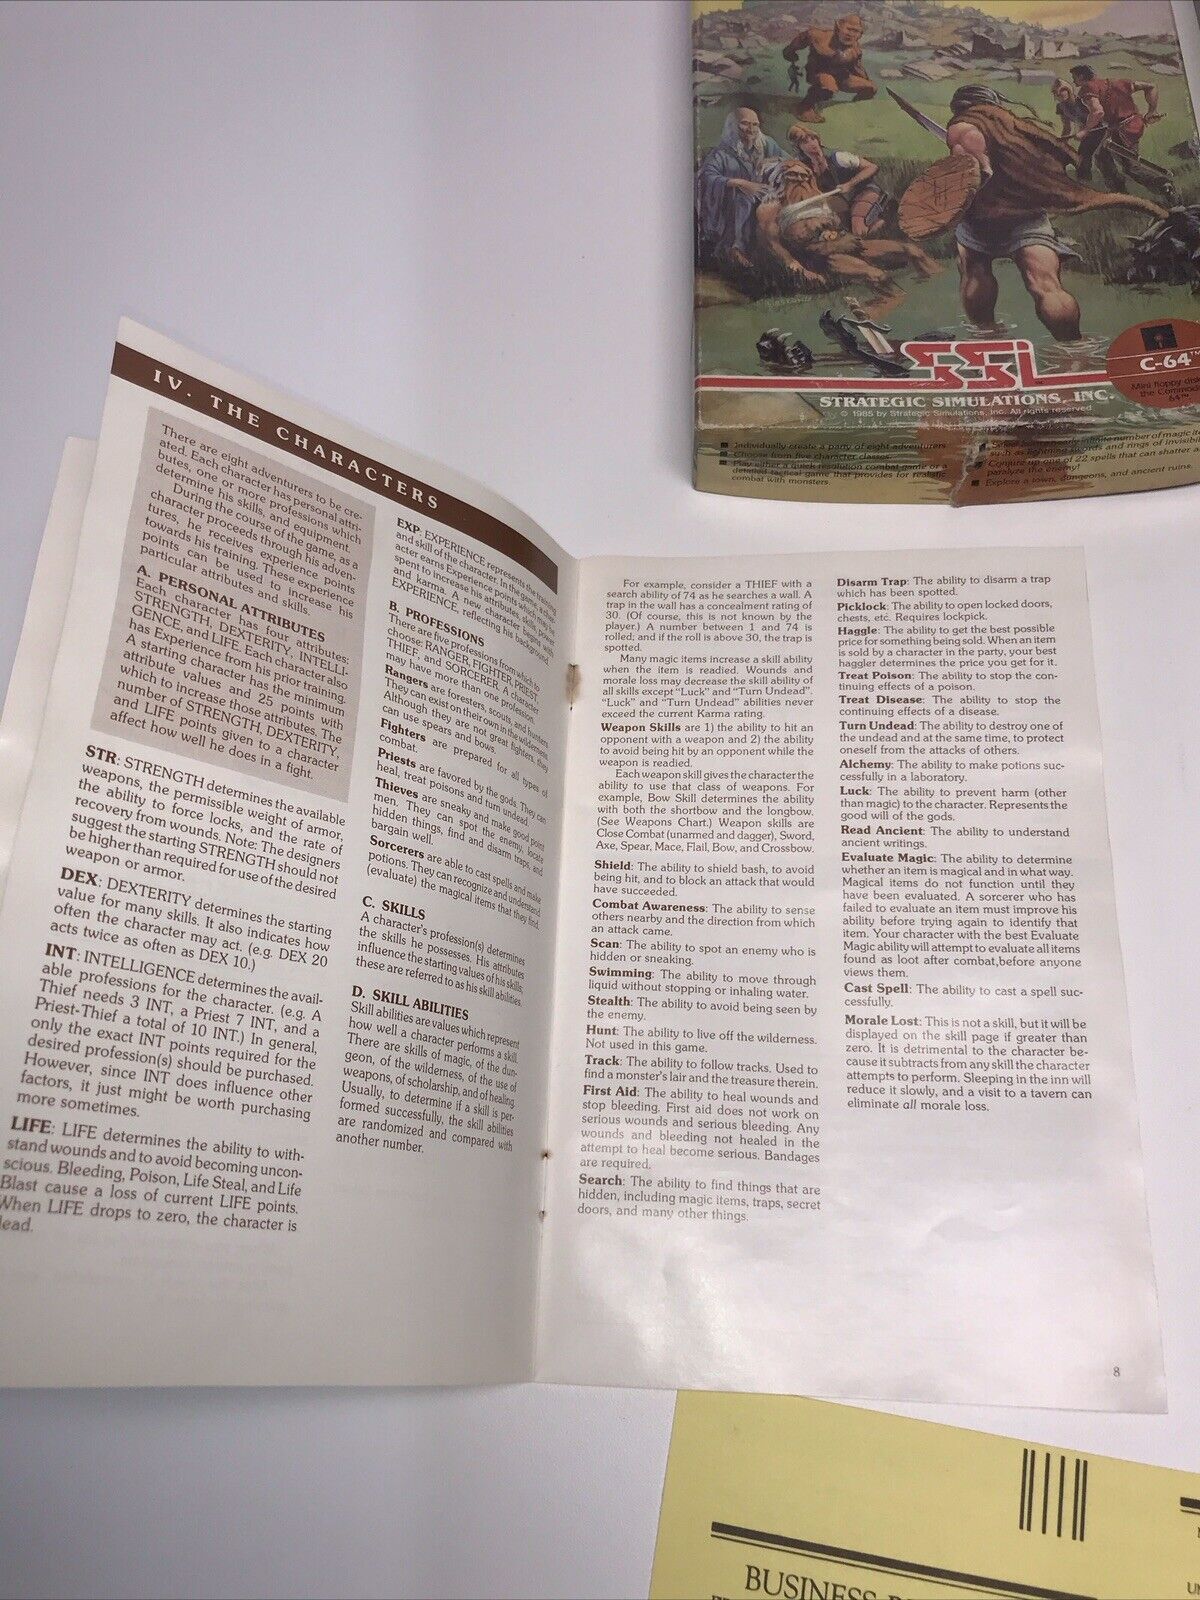 SSI
STRATEGIC SIMULATIONS, INC.
© 1985 by Strategic Simulations, Inc. All rights reserved
C-64™
Mini floppy disk
the Commod
64™
Individually create a party of eight adventurers
Choose from five character classes.
Play either a quick resolution combat game or a
detailed tactical game that provides for realistic
combat with monsters.
infinite number of magic
such as lightning swords and rings of invisibi
Conjure up one of 22 spells that can shatter a
paralyze the enemy!
Explore a town, dungeons, and ancient ruins.
IV. THE CHARACTERS
There are eight adventurers to be cre-
ated. Each character has personal attri-
butes, one or more professions which
determine his skills, and equipment.
During the course of the game, as a
character proceeds through his adven-
tures, he receives experience points
towards his training. These experience
points can be used to increase his
particular attributes and skills.
A. PERSONAL ATTRIBUTES
Each character has four attributes:
STRENGTH, DEXTERITY, INTELLI-
GENCE, and LIFE. Each character also
has Experience from his prior training.
A starting character has the minimum
attribute values and 25 points with
which to increase those attributes. The
number of STRENGTH, DEXTERITY,
and LIFE points given to a character
affect how well he does in a fight.
STR: STRENGTH determines the available
weapons, the permissible weight of armor,
the ability to force locks, and the rate of
recovery from wounds. Note: The designers
suggest the starting STRENGTH should not
be higher than required for use of the desired
weapon or armor.
DEX: DEXTERITY determines the starting
value for many skills. It also indicates how
often the character may act. (e.g. DEX 20
acts twice as often as DEX 10.)
INT: INTELLIGENCE determines the avail-
able professions for the character. (e.g. A
Thief needs 3 INT, a Priest 7 INT, and a
Priest-Thief a total of 10 INT.) In general,
only the exact INT points required for the
desired profession(s) should be purchased.
However, since INT does influence other
factors, it just might be worth purchasing
more sometimes.
LIFE: LIFE determines the ability to with-
stand wounds and to avoid becoming uncon-
scious. Bleeding, Poison, Life Steal, and Life
Blast cause a loss of current LIFE points.
When LIFE drops to zero, the character is
dead.
EXP: EXPERIENCE represents the training
and skill of the character. In the game, a char-
acter earns Experience points which may be
spent to increase his attributes, skill, points,
and karma. A new character begins with
EXPERIENCE, reflecting his background.
B. PROFESSIONS
There are five professions from which to
choose: RANGER, FIGHTER, PRIEST,
THIEF, and SORCERER. A character
may have more than one profession.
Rangers are foresters, scouts, and hunters
They can exist on their own in the wilderness
Although they are not great fighters, they
can use spears and bows.
Fighters are prepared for all types of
combat.
Priests are favored by the gods. They can
heal, treat poisons and turn undead.
Thieves are sneaky and make good point
men. They can spot the enemy, locate
hidden things, find and disarm traps, and
bargain well.
Sorcerers are able to cast spells and make
potions. They can recognize and understand
(evaluate) the magical items that they find.
C. SKILLS
A character's profession(s) determines
the skills he possesses. His attributes
influence the starting values of his skills,
these are referred to as his skill abilities.
D. SKILL ABILITIES
Skill abilities are values which represent
how well a character performs a skill.
There are skills of magic, of the dun-
geon, of the wilderness, of the use of
weapons, of scholarship, and of healing.
Usually, to determine if a skill is per-
formed successfully, the skill abilities
are randomized and compared with
another number.
For example, consider a THIEF with a
search ability of 74 as he searches a wall. A
trap in the wall has a concealment rating of
30. (Of course, this is not known by the
player.) A number between 1 and 74 is
rolled; and if the roll is above 30, the trap is
spotted.
Many magic items increase a skill ability
when the item is readied. Wounds and
morale loss may decrease the skill ability of
all skills except "Luck" and "Turn Undead".
"Luck" and "Turn Undead" abilities never
exceed the current Karma rating.
Weapon Skills are 1) the ability to hit an
opponent with a weapon and 2) the ability
to avoid being hit by an opponent while the
weapon is readied.
Each weapon skill gives the character the
ability to use that class of weapons. For
example, Bow Skill determines the ability
with both the shortbow and the longbow.
(See Weapons Chart.) Weapon skills are
Close Combat (unarmed and dagger), Sword,
Axe, Spear, Mace, Flail, Bow, and Crossbow.
Shield: The ability to shield bash, to avoid
being hit, and to block an attack that would
have succeeded.
Combat Awareness: The ability to sense
others nearby and the direction from which
an attack came.
Scan: The ability to spot an enemy who is
hidden or sneaking.
Swimming: The ability to move through
liquid without stopping or inhaling water.
Stealth: The ability to avoid being seen by
the enemy.
Hunt: The ability to live off the wilderness.
Not used in this game.
Track: The ability to follow tracks. Used to
find a monster's lair and the treasure therein.
First Aid: The ability to heal wounds and
stop bleeding. First aid does not work on
serious wounds and serious bleeding. Any
wounds and bleeding not healed in the
attempt to heal become serious. Bandages
are required.
Search: The ability to find things that are
hidden, including magic items, traps, secret
doors, and many other things.
Disarm Trap: The ability to disarm a trap
which has been spotted.
Picklock: The ability to open locked doors,
chests, etc. Requires lockpick.
Haggle: The ability to get the best possible
price for something being sold. When an item
is sold by a character in the party, your best
haggler determines the price you get for it.
Treat Poison: The ability to stop the con-
tinuing effects of a poison.
Treat Disease: The ability to stop the
continuing effects of a disease.
Turn Undead: The ability to destroy one of
the undead and at the same time, to protect
oneself from the attacks of others.
Alchemy: The ability to make potions suc-
cessfully in a laboratory.
Luck: The ability to prevent harm (other
than magic) to the character. Represents the
good will of the gods.
Read Ancient: The ability to understand
ancient writings.
Evaluate Magic: The ability to determine
whether an item is magical and in what way.
Magical items do not function until they
have been evaluated. A sorcerer who has
failed to evaluate an item must improve his
ability before trying again to identify that
item. Your character with the best Evaluate
Magic ability will attempt to evaluate all items
found as loot after combat,before anyone
views them.
Cast Spell: The ability to cast a spell suc-
cessfully.
Morale Lost: This is not a skill, but it will be
displayed on the skill page if greater than
zero. It is detrimental to the character be-
cause it subtracts from any skill the character
attempts to perform. Sleeping in the inn will
reduce it slowly, and a visit to a tavern can
eliminate all morale loss.
8
BUSINESS